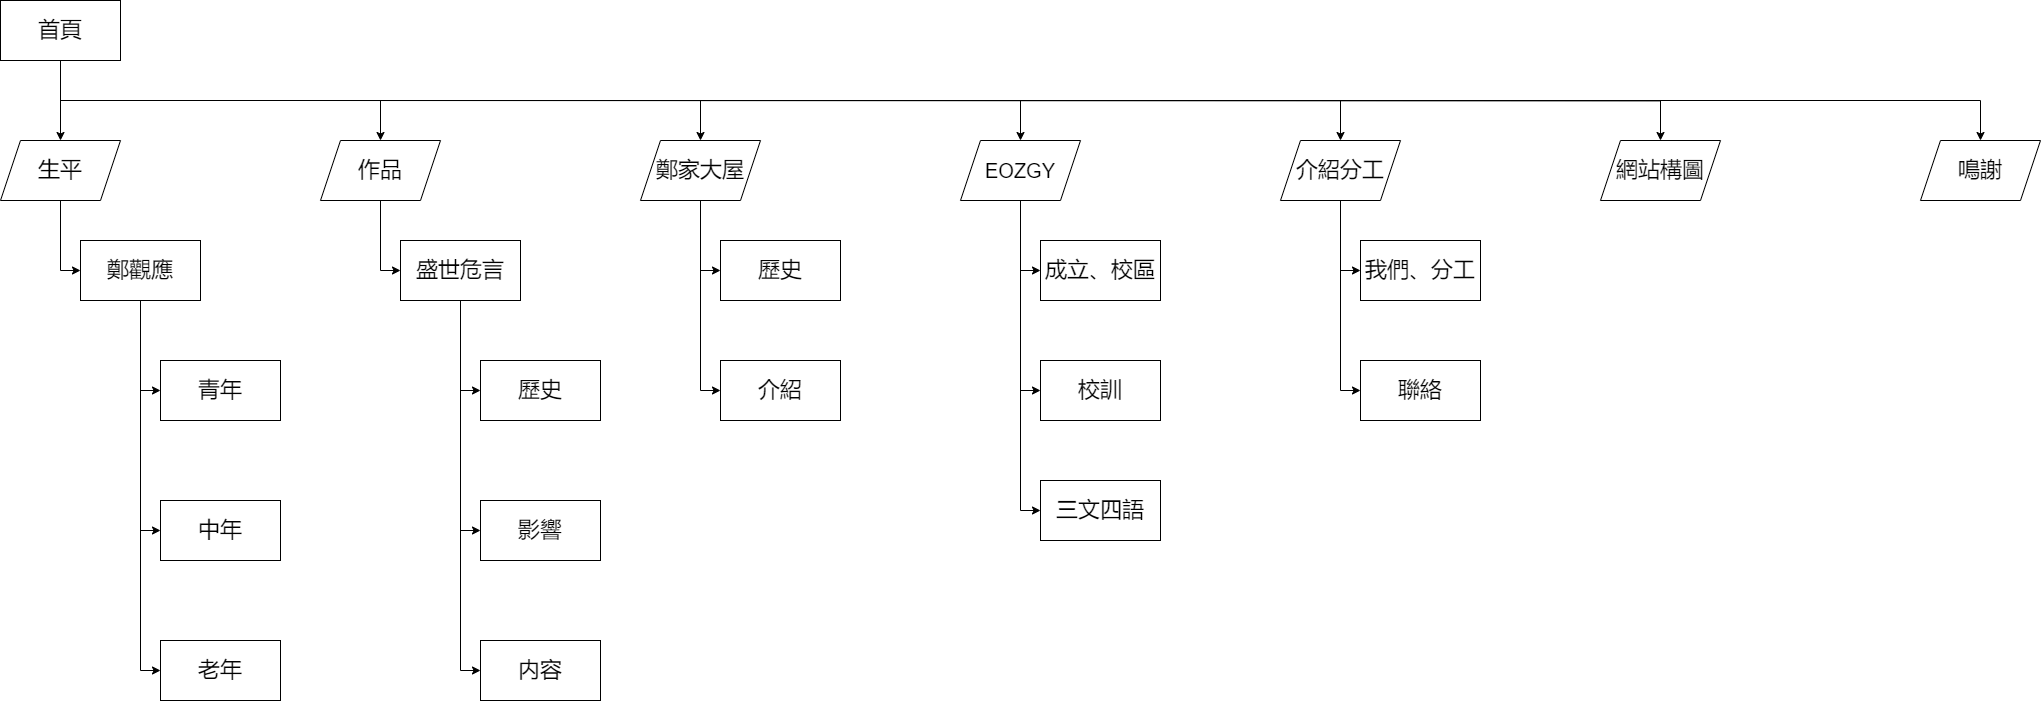 首頁
生平
作品
鄭家大屋
EOZGY
介紹分工
網站構圖
鳴謝
鄭觀應
盛世危言
歷史
成立、校區
我們、分工
青年
歷史
介紹
校訓
聯絡
三文四語
中年
影響
老年
内容